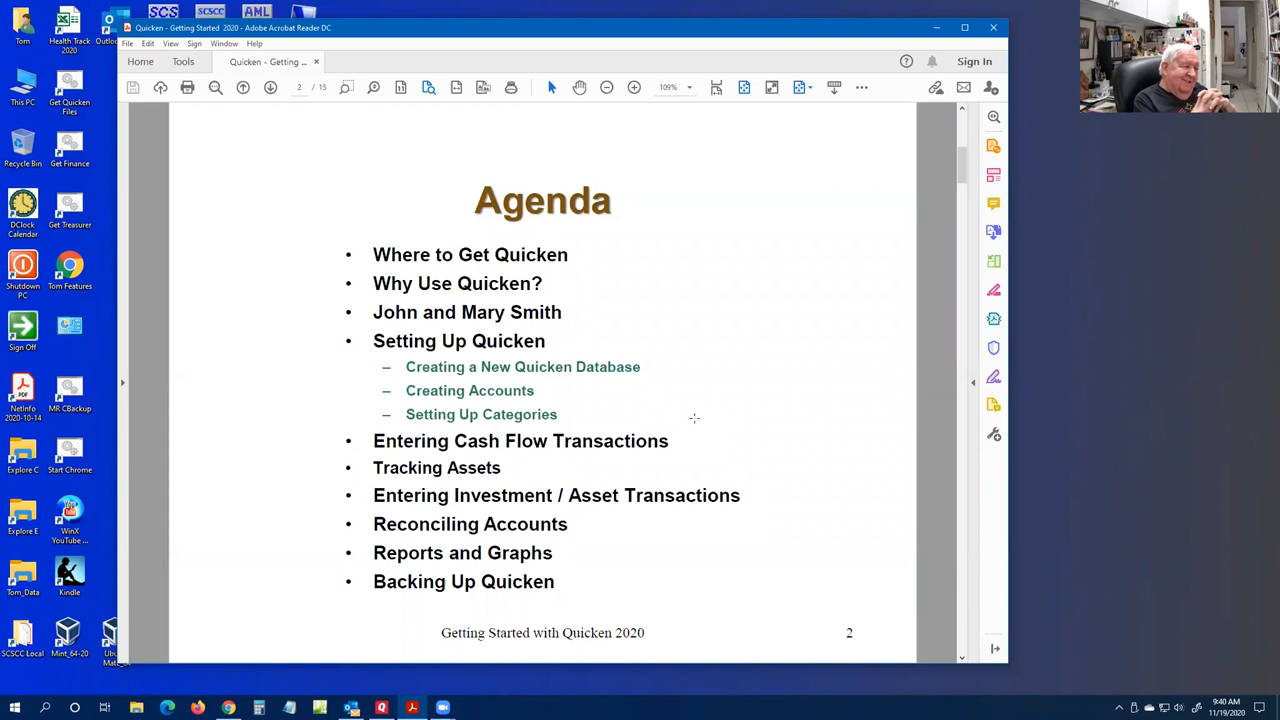 SCS
SCSCC
AML
Tom
Health Track
2020
Outloo
This PC
Get Quicken
Files
Recycle Bin
Get Finance
DClock
Calendar
Get Treasurer
Shutdown
PC
Tom Features
Sign Off
NetInfo
2020-10-14
MR CBackup
Explore C
Start Chrome
Explore E
WinX
YouTube ...
Tom_Data
Kindle
SCSCC Local
Mint_64-20
Ubu
Quicken - Getting Started 2020 - Adobe Acrobat Reader DC
File Edit View Sign Window Help
Home Tools Quicken - Getting ... × Sign In
2 / 15 109%
Agenda
• Where to Get Quicken
• Why Use Quicken?
• John and Mary Smith
• Setting Up Quicken
– Creating a New Quicken Database
– Creating Accounts
– Setting Up Categories
• Entering Cash Flow Transactions
• Tracking Assets
• Entering Investment / Asset Transactions
• Reconciling Accounts
• Reports and Graphs
• Backing Up Quicken
Getting Started with Quicken 2020 2
9:40 AM
11/19/2020